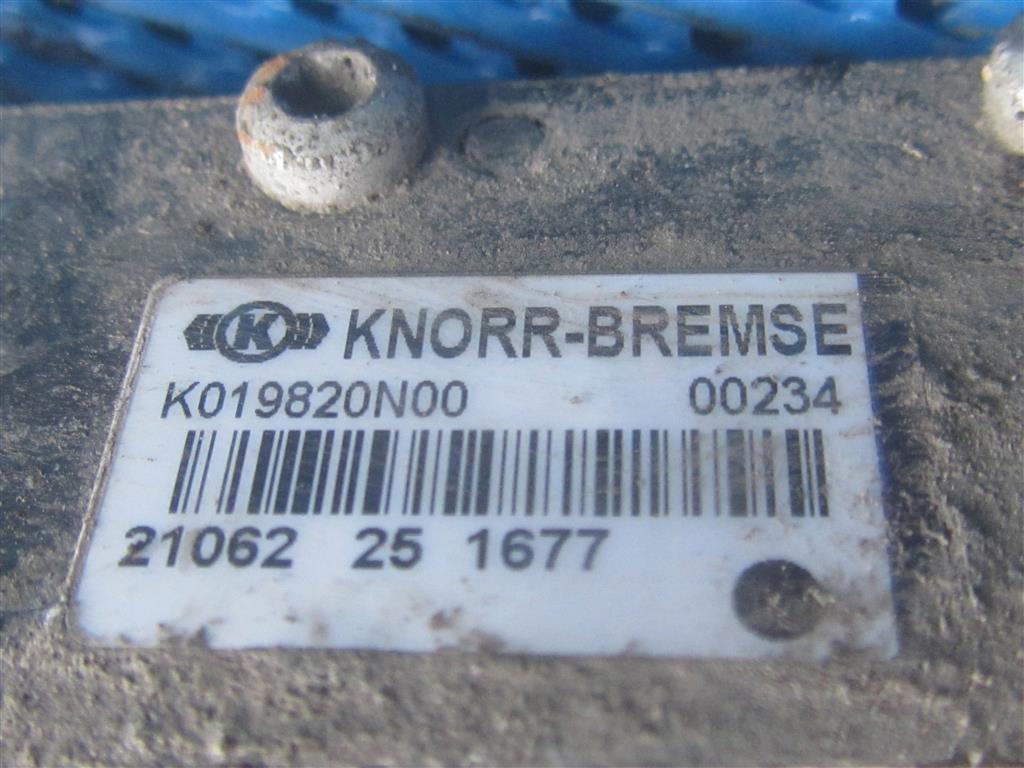 K KNORR-BREMSE
K019820N00 00234
21062 25 1677